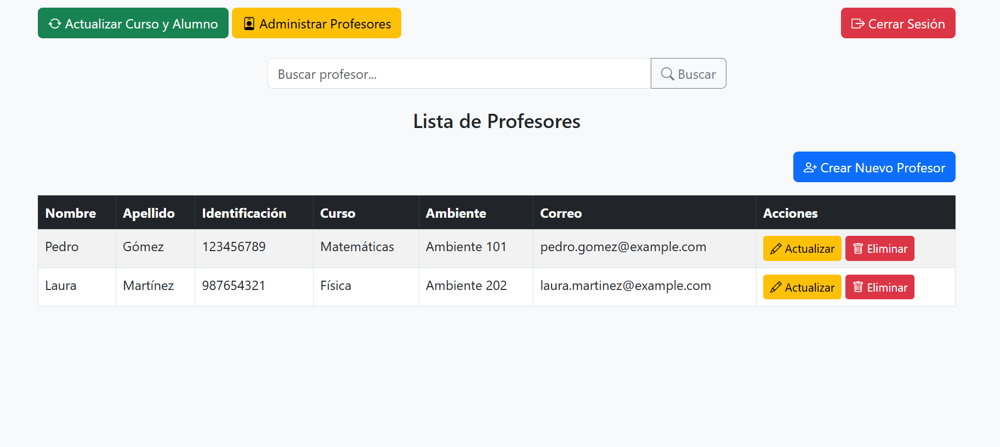 Actualizar Curso y Alumno Administrar Profesores Cerrar Sesión
Buscar profesor... Buscar
Lista de Profesores
Crear Nuevo Profesor
Nombre Apellido Identificación Curso Ambiente Correo Acciones
Pedro Gómez 123456789 Matemáticas Ambiente 101 pedro.gomez@example.com Actualizar Eliminar
Laura Martínez 987654321 Física Ambiente 202 laura.martinez@example.com Actualizar Eliminar